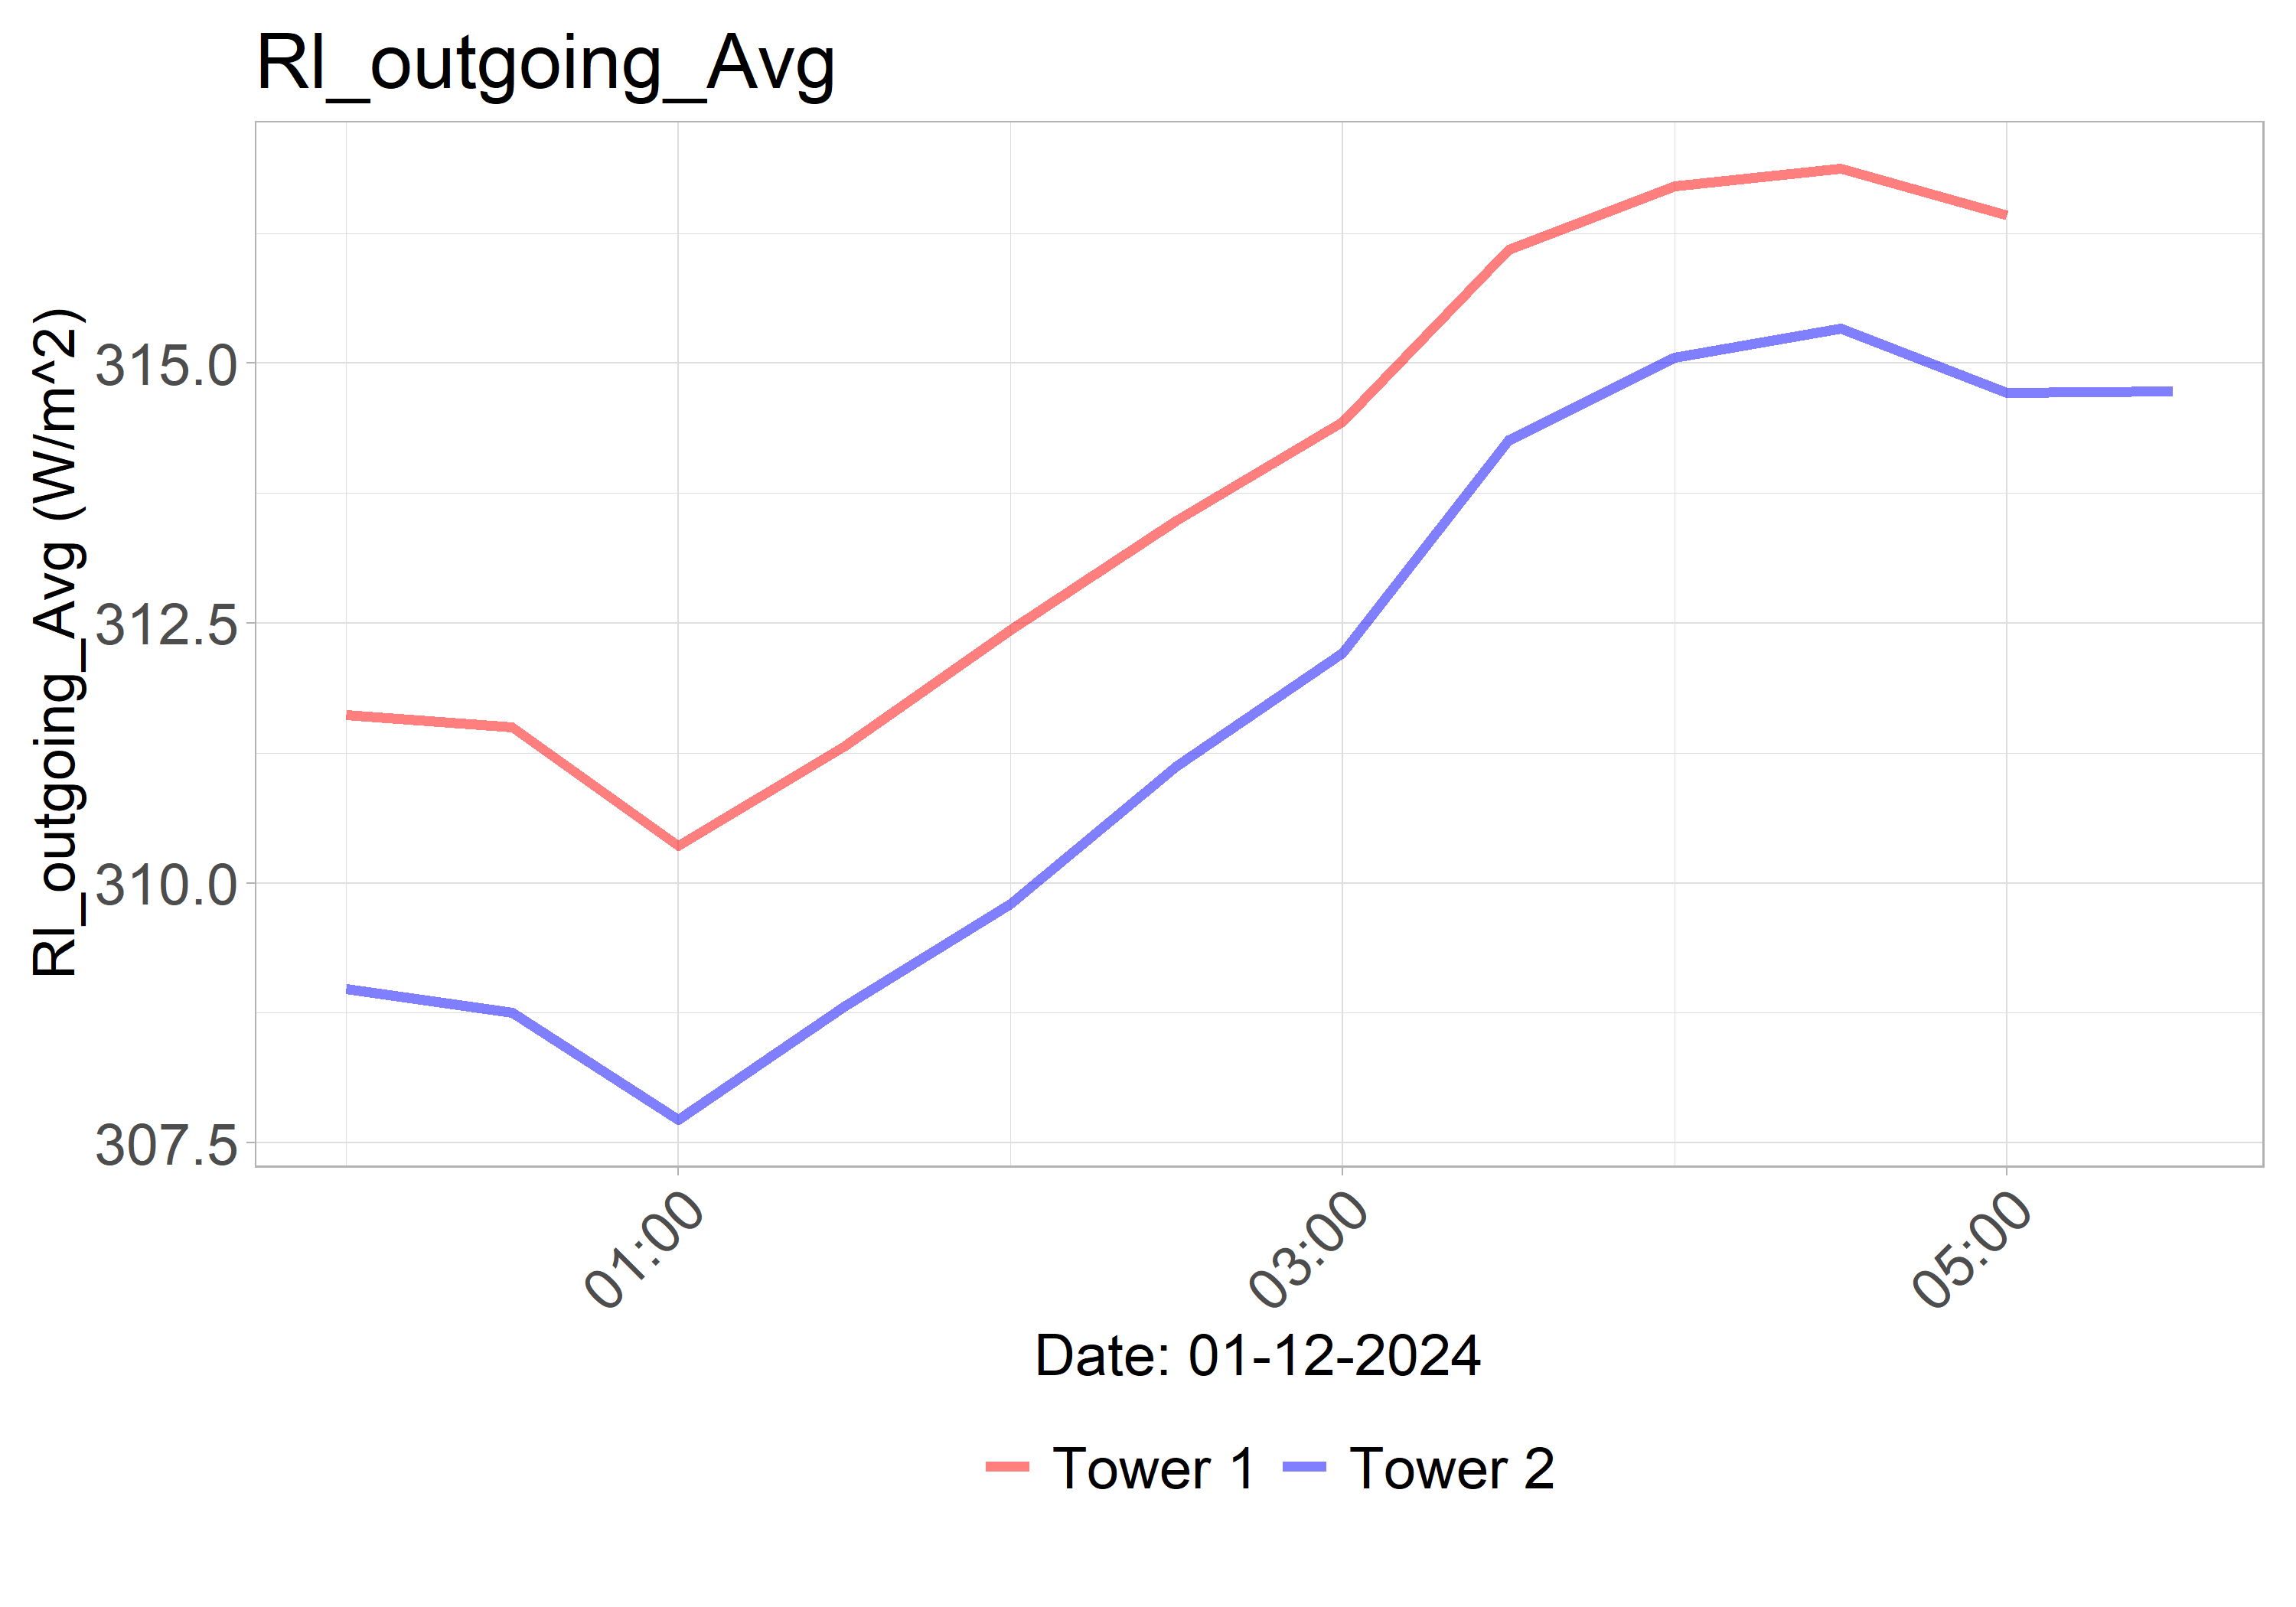 Rl_outgoing_Avg
Rl_outgoing_Avg (W/m^2)
315.0
312.5
310.0
307.5
01:00
03:00
05:00
Date: 01-12-2024
Tower 1
Tower 2